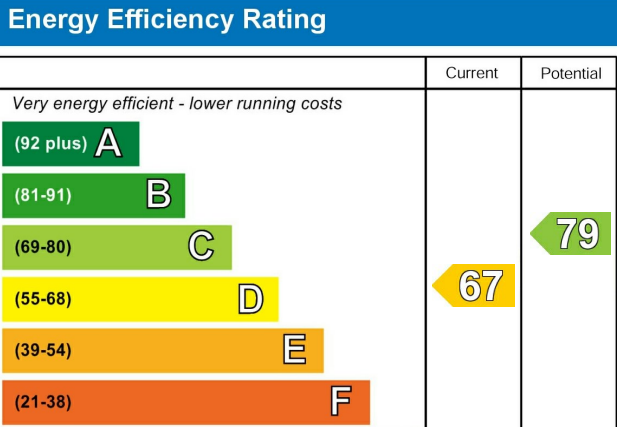 Energy Efficiency Rating
Current Potential
Very energy efficient - lower running costs
(92 plus) A
(81-91) B
(69-80) C
79
(55-68) D
67
(39-54) E
(21-38) F